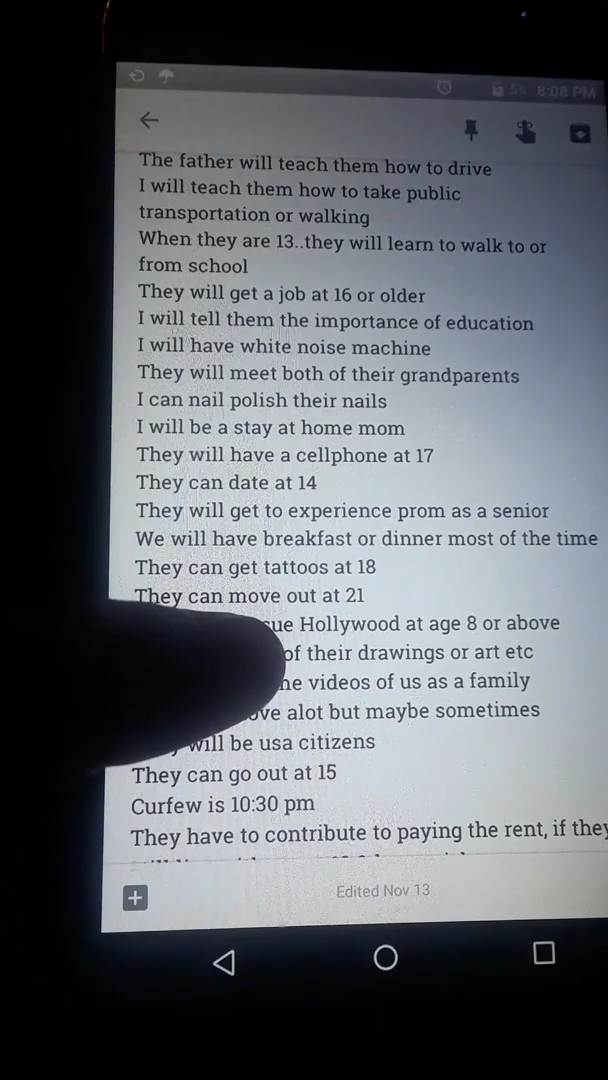 5% 8:08 PM
The father will teach them how to drive
I will teach them how to take public
transportation or walking
When they are 13..they will learn to walk to or
from school
They will get a job at 16 or older
I will tell them the importance of education
I will have white noise machine
They will meet both of their grandparents
I can nail polish their nails
I will be a stay at home mom
They will have a cellphone at 17
They can date at 14
They will get to experience prom as a senior
We will have breakfast or dinner most of the time
They can get tattoos at 18
They can move out at 21
Hollywood at age 8 or above
of their drawings or art etc
videos of us as a family
alot but maybe sometimes
will be usa citizens
They can go out at 15
Curfew is 10:30 pm
They have to contribute to paying the rent, if they
Edited Nov 13